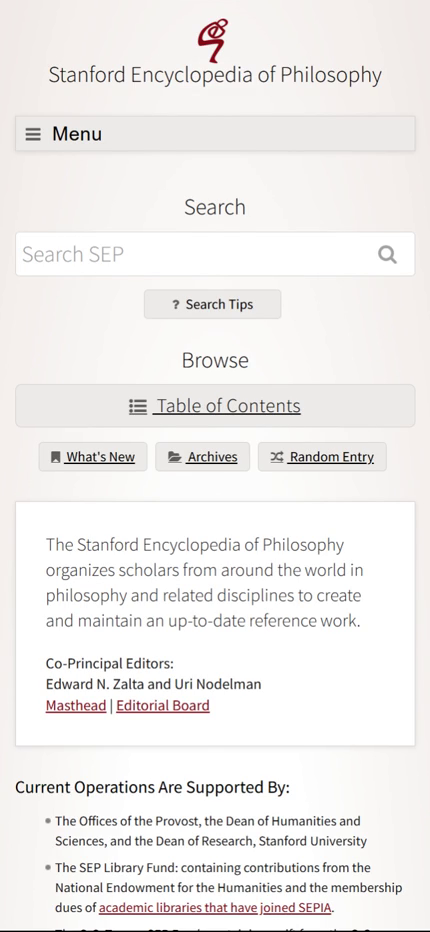 Stanford Encyclopedia of Philosophy
Menu
Search
Search SEP
? Search Tips
Browse
Table of Contents
What's New
Archives
Random Entry
The Stanford Encyclopedia of Philosophy
organizes scholars from around the world in
philosophy and related disciplines to create
and maintain an up-to-date reference work.
Co-Principal Editors:
Edward N. Zalta and Uri Nodelman
Masthead | Editorial Board
Current Operations Are Supported By:
The Offices of the Provost, the Dean of Humanities and
Sciences, and the Dean of Research, Stanford University
The SEP Library Fund: containing contributions from the
National Endowment for the Humanities and the membership
dues of academic libraries that have joined SEPIA.